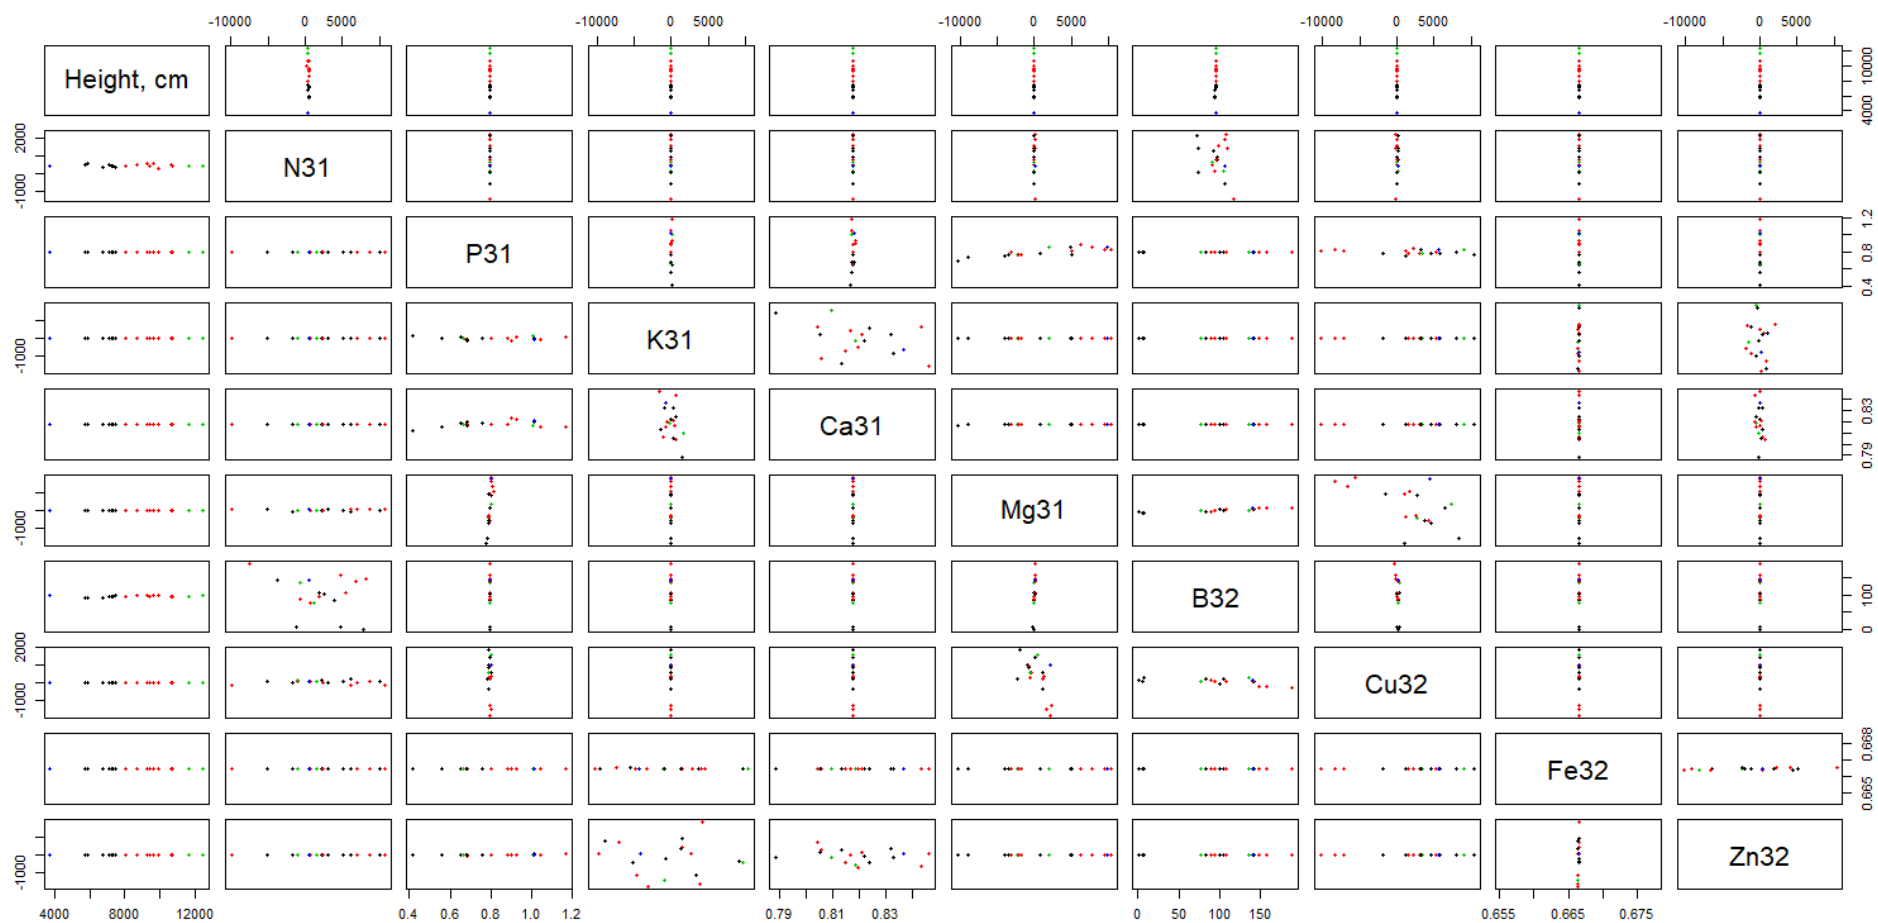 -10000 0 5000 -10000 0 5000 -10000 0 5000 -10000 0 5000 -10000 0 5000
Height, cm 4000 10000
-1000 2000 N31
P31 0.4 0.8 1.2
-1000 K31
Ca31 0.79 0.83
-1000 Mg31
B32 0 100
-1000 2000 Cu32
Fe32 0.665 0.668
-1000 Zn32
4000 8000 12000 0.4 0.6 0.8 1.0 1.2 0.79 0.81 0.83 0 50 100 150 0.655 0.665 0.675